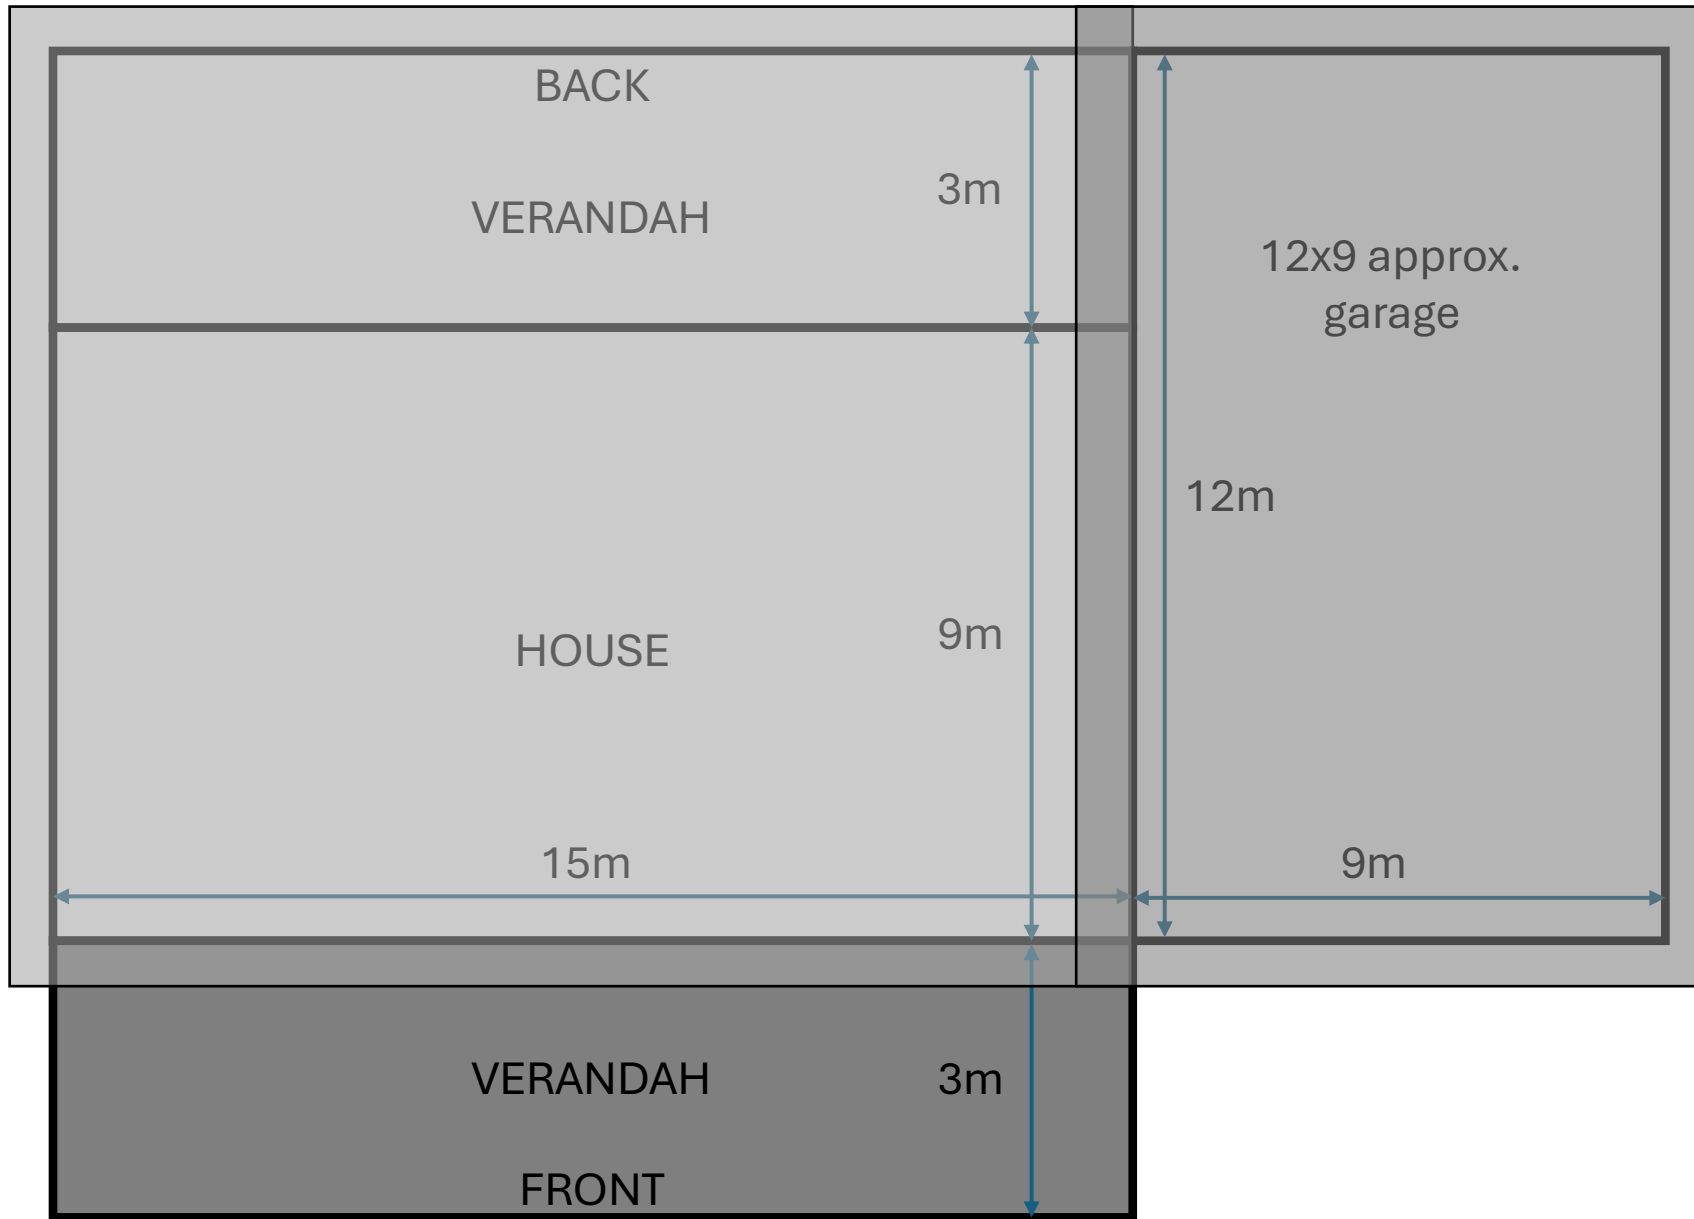 BACK
VERANDAH
3m
12x9 approx.
garage
12m
HOUSE
9m
15m
9m
VERANDAH
3m
FRONT